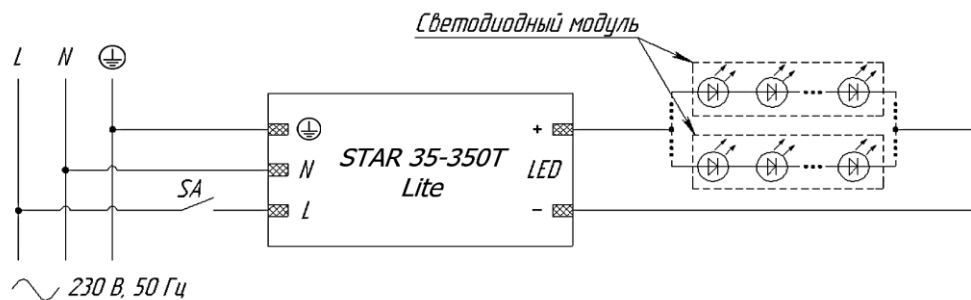 Светодиодный модуль
L N
STAR 35-350T
Lite
N
L
SA
+
LED
−
230 В, 50 Гц